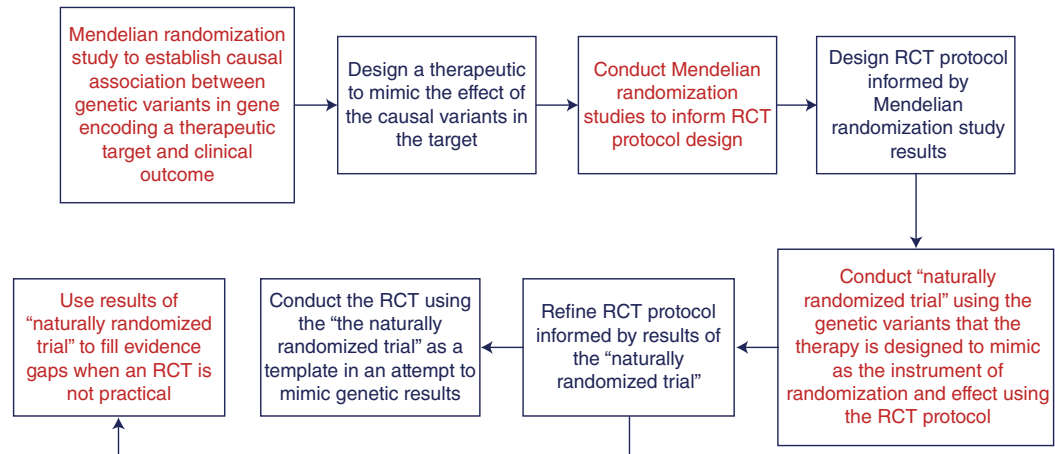 Mendelian randomization
study to establish causal
association between
genetic variants in gene
encoding a therapeutic
target and clinical
outcome
Design a therapeutic
to mimic the effect of
the causal variants in
the target
Conduct Mendelian
randomization
studies to inform RCT
protocol design
Design RCT protocol
informed by
Mendelian
randomization study
results
Conduct “naturally
randomized trial” using the
genetic variants that the
therapy is designed to mimic
as the instrument of
randomization and effect using
the RCT protocol
Refine RCT protocol
informed by results of
the “naturally
randomized trial”
Conduct the RCT using
the “the naturally
randomized trial” as a
template in an attempt to
mimic genetic results
Use results of
“naturally randomized
trial” to fill evidence
gaps when an RCT is
not practical